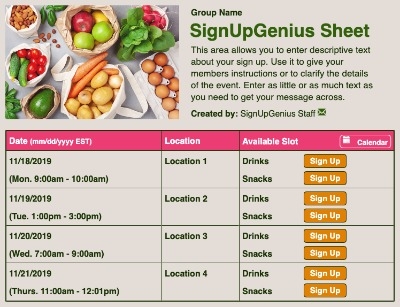 Group Name
SignUpGenius Sheet
This area allows you to enter descriptive text
about your sign up. Use it to give your
members instructions or to clarify the details
of the event. Enter as little or as much text as
you need to get your message across.
Created by: SignUpGenius Staff
Date (mm/dd/yyyy EST) Location Available Slot Calendar
11/18/2019 Location 1 Drinks Sign Up
(Mon. 9:00am - 10:00am) Snacks Sign Up
11/19/2019 Location 2 Drinks Sign Up
(Tue. 1:00pm - 3:00pm) Snacks Sign Up
11/20/2019 Location 3 Drinks Sign Up
(Wed. 7:00am - 9:00am) Snacks Sign Up
11/21/2019 Location 4 Drinks Sign Up
(Thurs. 11:00am - 12:01pm) Snacks Sign Up